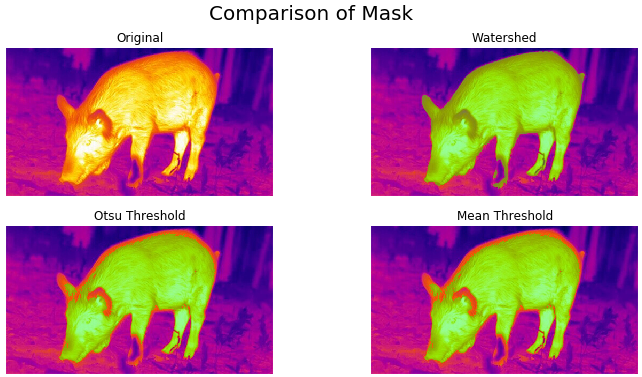 Comparison of Mask
Original
Watershed
Otsu Threshold
Mean Threshold